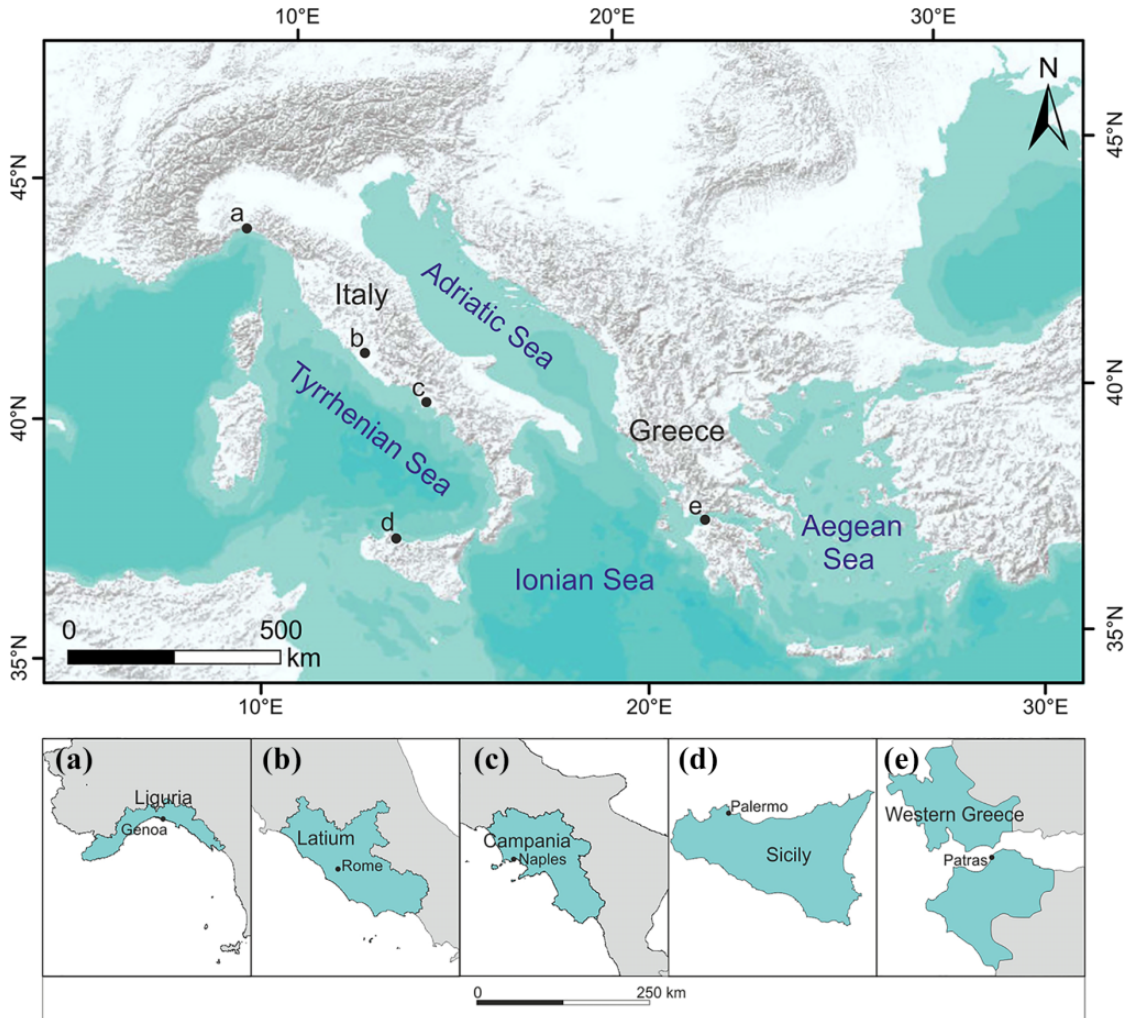 10°E
20°E
30°E
N
45°N
45°N
a
Adriatic Sea
Italy
b
Tyrrhenian Sea
c
40°N
40°N
Greece
e
Aegean
Sea
d
Ionian Sea
0
500
km
35°N
35°N
10°E
20°E
30°E
(a)
Liguria
Genoa
(b)
Latium
Rome
(c)
Campania
Naples
(d)
Palermo
Sicily
(e)
Western Greece
Patras
0
250 km